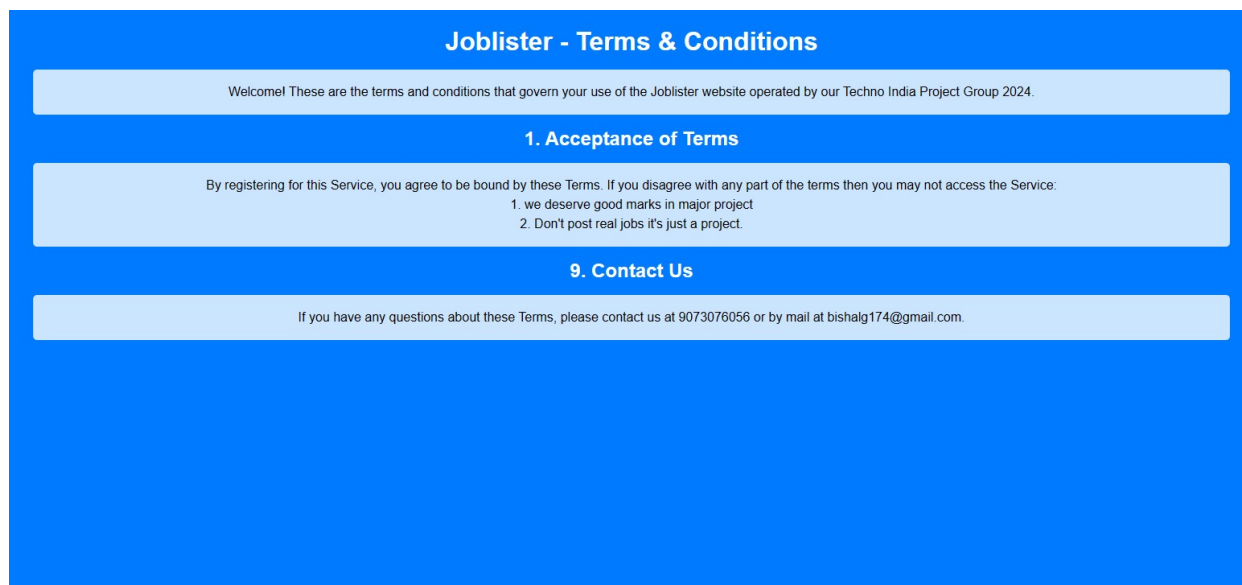 Joblister - Terms & Conditions
Welcome! These are the terms and conditions that govern your use of the Joblister website operated by our Techno India Project Group 2024.
1. Acceptance of Terms
By registering for this Service, you agree to be bound by these Terms. If you disagree with any part of the terms then you may not access the Service:
1. we deserve good marks in major project
2. Don't post real jobs it's just a project.
9. Contact Us
If you have any questions about these Terms, please contact us at 9073076056 or by mail at bishalg174@gmail.com.